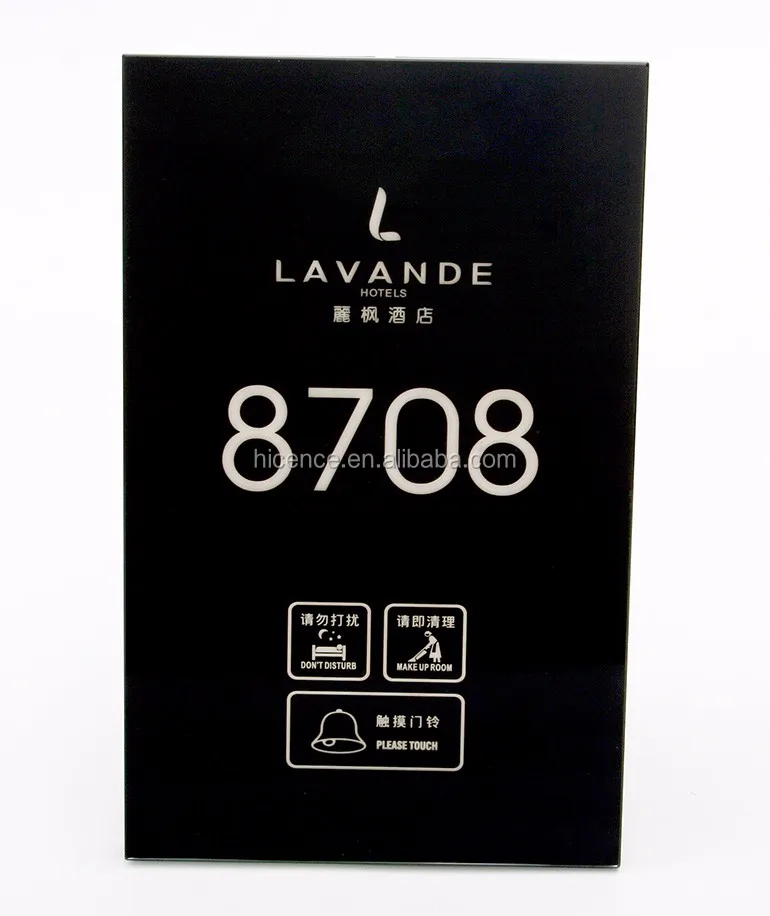 LAVANDE
HOTELS
麗枫酒店
8708
hicence.en.alibaba.com
请勿打扰
DON'T DISTURB
请即清理
MAKE UP ROOM
触摸门铃
PLEASE TOUCH